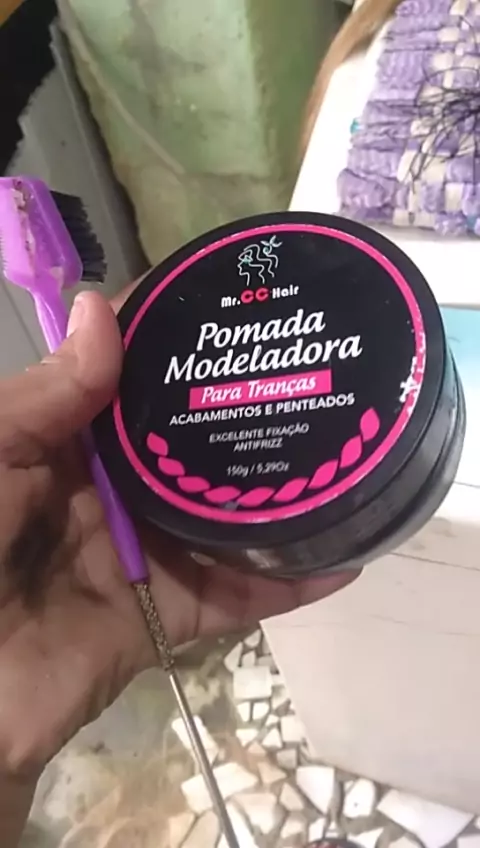 Mr.CC Hair
Pomada
Modeladora
Para Tranças
ACABAMENTOS E PENTEADOS
EXCELENTE FIXAÇÃO
ANTIFRIZZ
150g / 5,29Oz